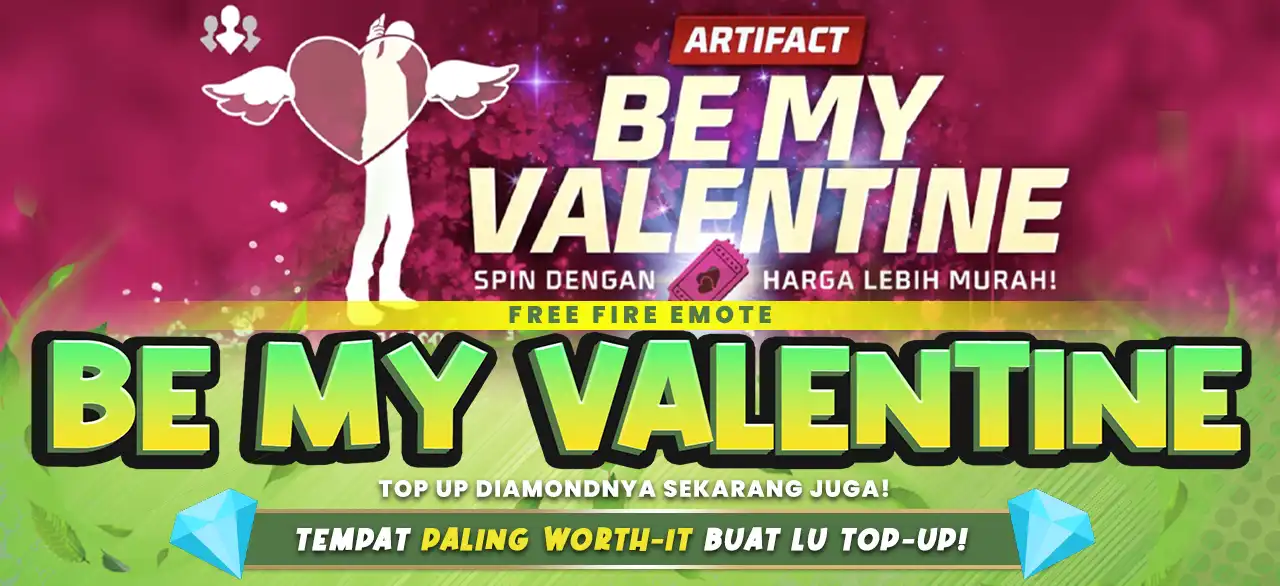 ARTIFACT
BE MY
VALENTINE
SPIN DENGAN HARGA LEBIH MURAH!
FREE FIRE EMOTE
BE MY VALENTINE
TOP UP DIAMONDNYA SEKARANG JUGA!
TEMPAT PALING WORTH-IT BUAT LU TOP-UP!